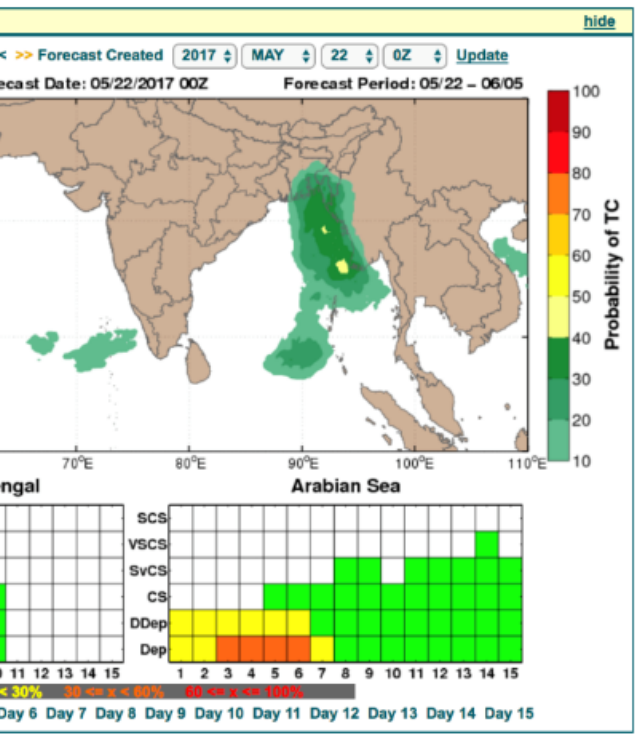 hide
< >> Forecast Created 2017 MAY 22 0Z Update
ecast Date: 05/22/2017 00Z Forecast Period: 05/22 – 06/05
100
90
80
70
60
50
40
30
20
10
Probability of TC
70°E 80°E 90°E 100°E 110°E
engal Arabian Sea
SCS
VSCS
SvCS
CS
DDep
Dep
11 12 13 14 15 1 2 3 4 5 6 7 8 9 10 11 12 13 14 15
< 30% 30 <= x < 60% 60 <= x <= 100%
Day 6 Day 7 Day 8 Day 9 Day 10 Day 11 Day 12 Day 13 Day 14 Day 15